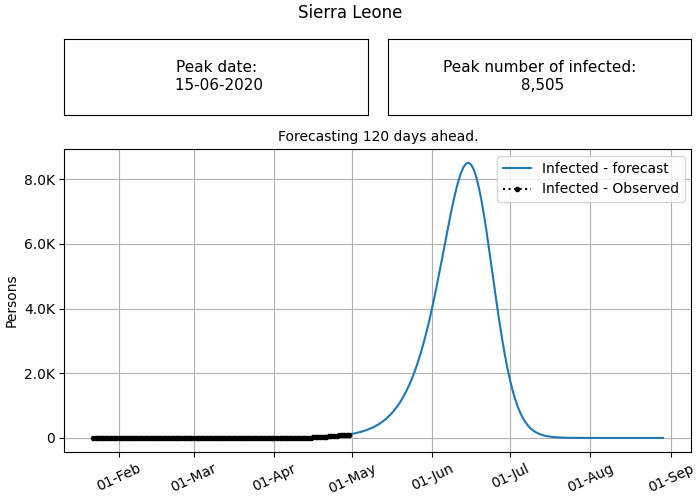 Sierra Leone
Peak date:
15-06-2020
Peak number of infected:
8,505
Forecasting 120 days ahead.
Infected - forecast
Infected - Observed
8.0K
6.0K
4.0K
2.0K
0
Persons
01-Feb
01-Mar
01-Apr
01-May
01-Jun
01-Jul
01-Aug
01-Sep